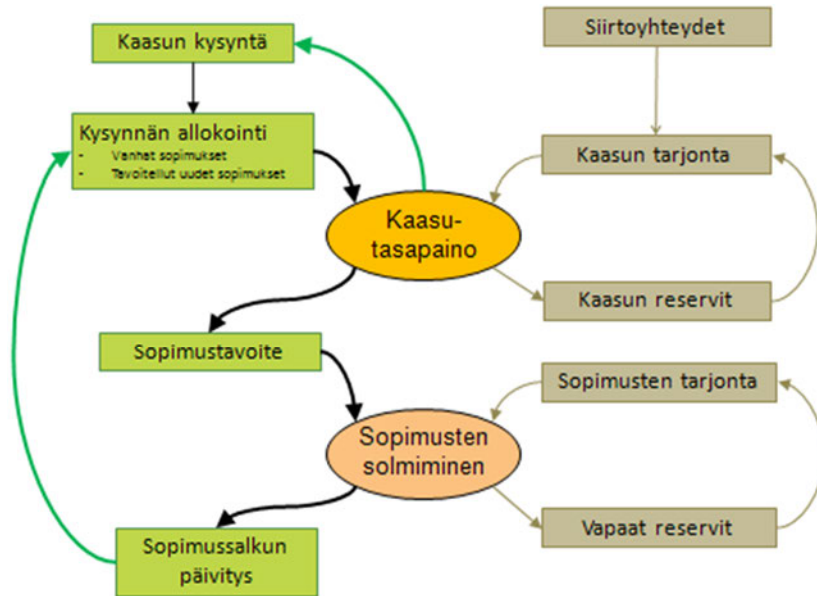 Kaasun kysyntä
Siirtoyhteydet
Kysynnän allokointi
- Vanhat sopimukset
- Tavoitellut uudet sopimukset
Kaasun tarjonta
Kaasu-
tasapaino
Kaasun reservit
Sopimustavoite
Sopimusten tarjonta
Sopimusten
solmiminen
Vapaat reservit
Sopimussalkun
päivitys